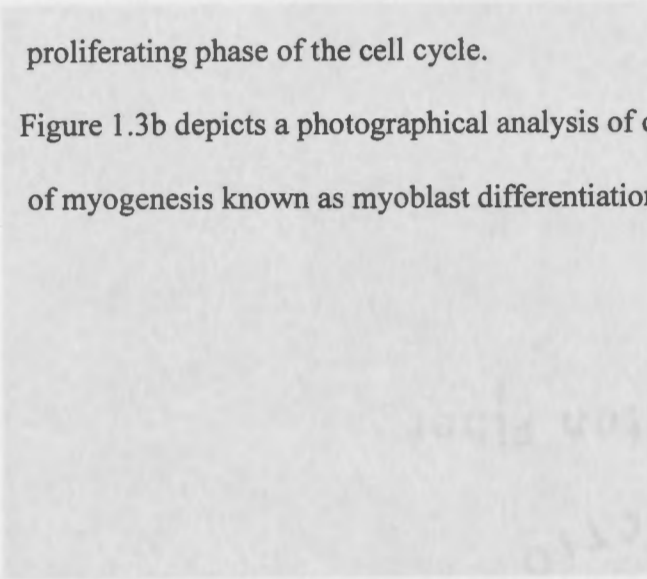 proliferating phase of the cell cycle.
Figure 1.3b depicts a photographical analysis of
of myogenesis known as myoblast differentiation